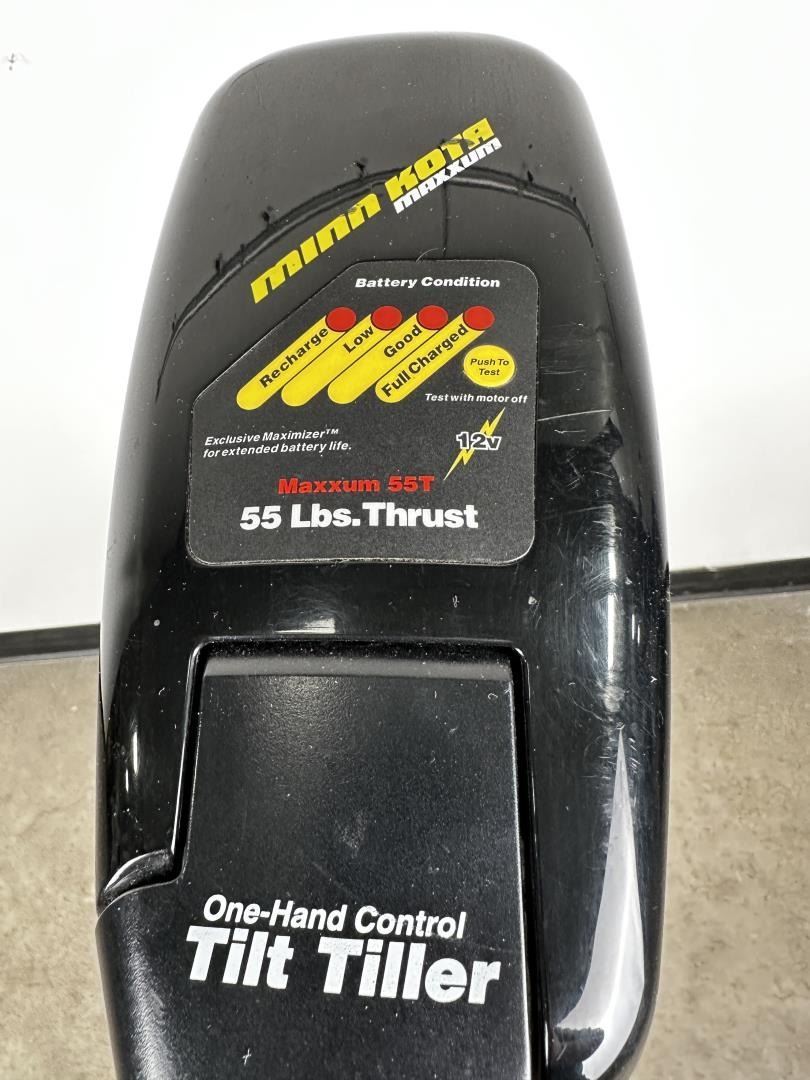 MINN KOTA
MAXXUM
Battery Condition
Recharge
Low
Good
Full Charged
Push To
Test
Test with motor off
Exclusive Maximizer™
for extended battery life.
12v
Maxxum 55T
55 Lbs. Thrust
One-Hand Control
Tilt Tiller